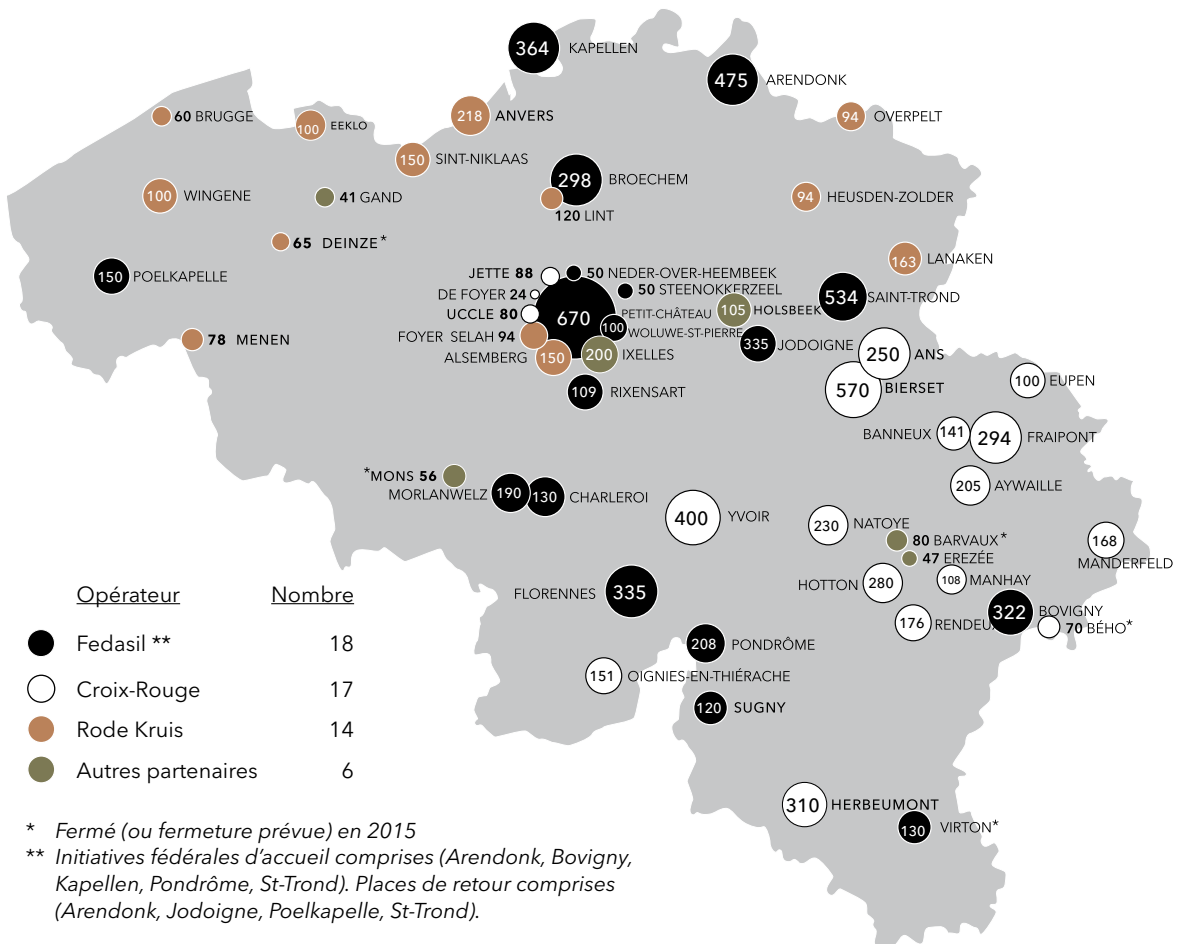 364 KAPELLEN
475 ARENDONK
60 BRUGGE
100 EEKLO
218 ANVERS
94 OVERPELT
150 SINT-NIKLAAS
298 BROECHEM
100 WINGENE
41 GAND
120 LINT
94 HEUSDEN-ZOLDER
65 DEINZE*
163 LANAKEN
150 POELKAPELLE
JETTE 88
50 NEDER-OVER-HEEMBEEK
DE FOYER 24
50 STEENOKKERZEEL
534 SAINT-TROND
UCCLE 80
670 PETIT-CHÂTEAU
105 HOLSBEEK
FOYER SELAH 94
100 WOLUWE-ST-PIERRE
78 MENEN
335 JODOIGNE
ALSEMBERG 150
200 IXELLES
250 ANS
570 BIERSET
100 EUPEN
109 RIXENSART
BANNEUX 141
294 FRAIPONT
*MONS 56
MORLANWELZ 190
130 CHARLEROI
205 AYWAILLE
400 YVOIR
230 NATOYE
80 BARVAUX*
168
MANDERFELD
47 EREZÉE
HOTTON 280
108 MANHAY
FLORENNES 335
176 RENDEUX
322 BOVIGNY
70 BÉHO*
208 PONDRÔME
151 OIGNIES-EN-THIÉRACHE
120 SUGNY
310 HERBEUMONT
130 VIRTON*
Opérateur Nombre
Fedasil ** 18
Croix-Rouge 17
Rode Kruis 14
Autres partenaires 6
* Fermé (ou fermeture prévue) en 2015
** Initiatives fédérales d'accueil comprises (Arendonk, Bovigny,
Kapellen, Pondrôme, St-Trond). Places de retour comprises
(Arendonk, Jodoigne, Poelkapelle, St-Trond).